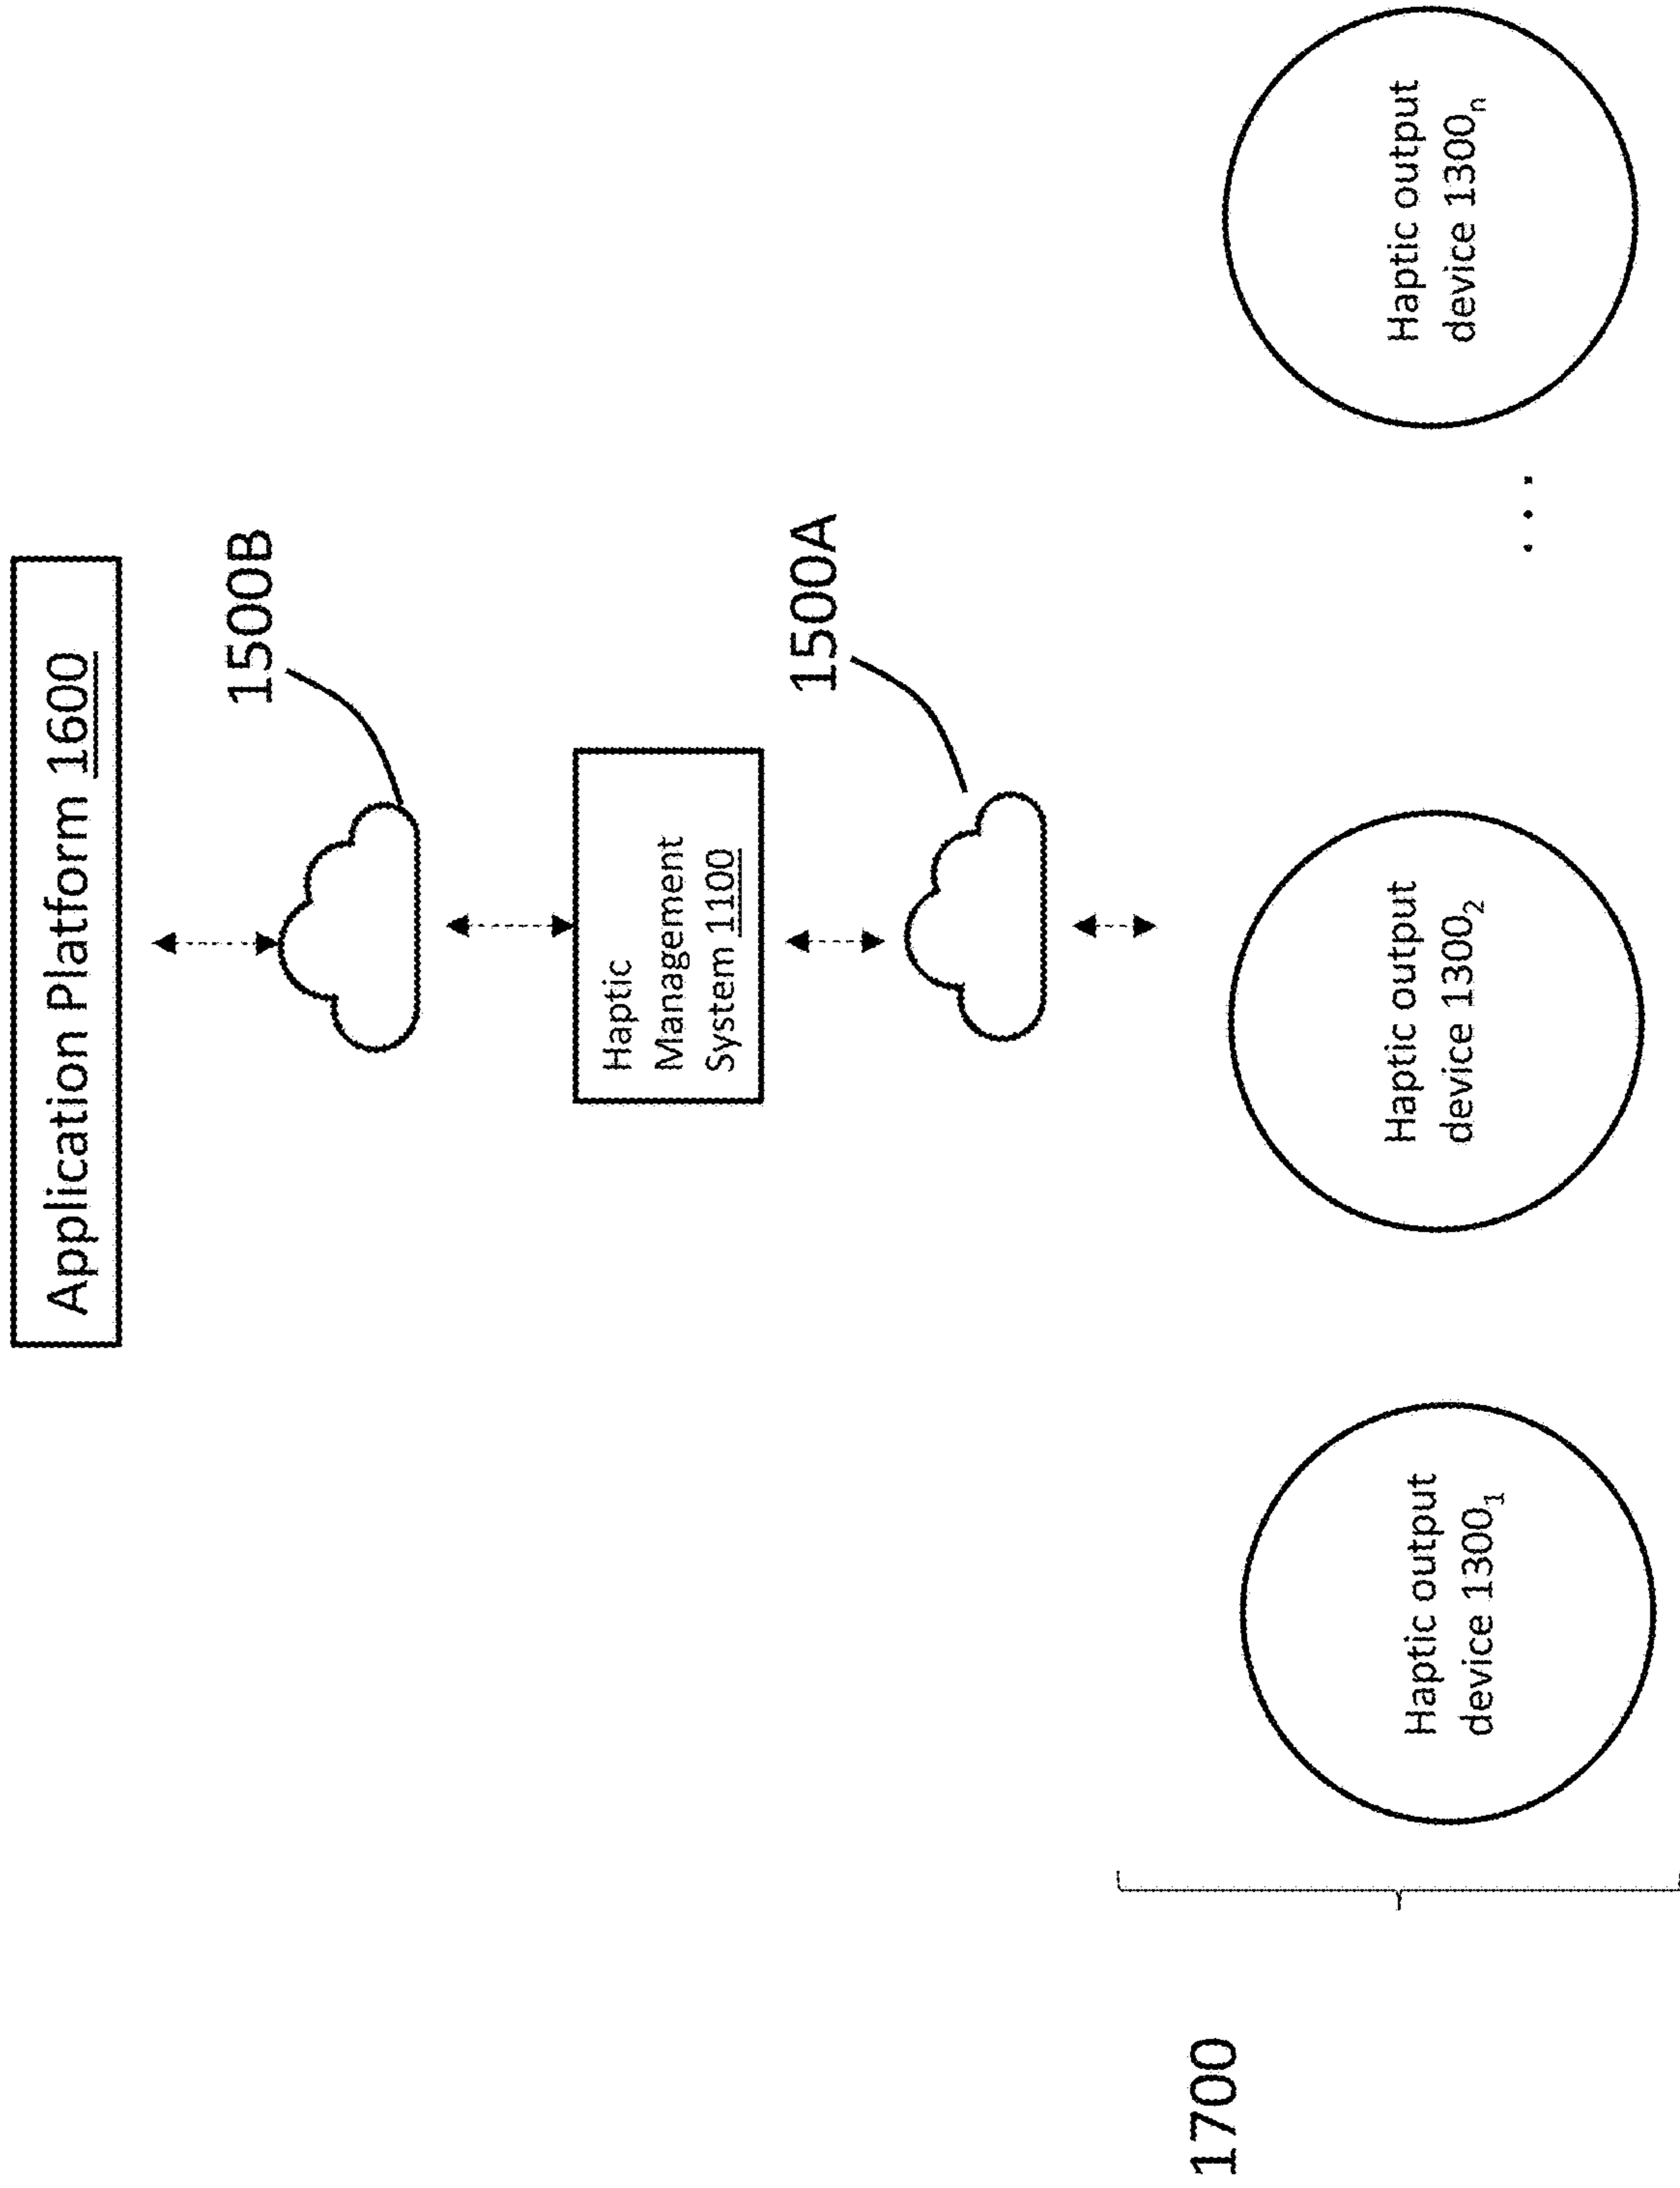 Application Platform 1600
1500B
Haptic
Management
System 1100
1500A
1700
Haptic output
device 1300₁
Haptic output
device 1300₂
. . .
Haptic output
device 1300ₙ